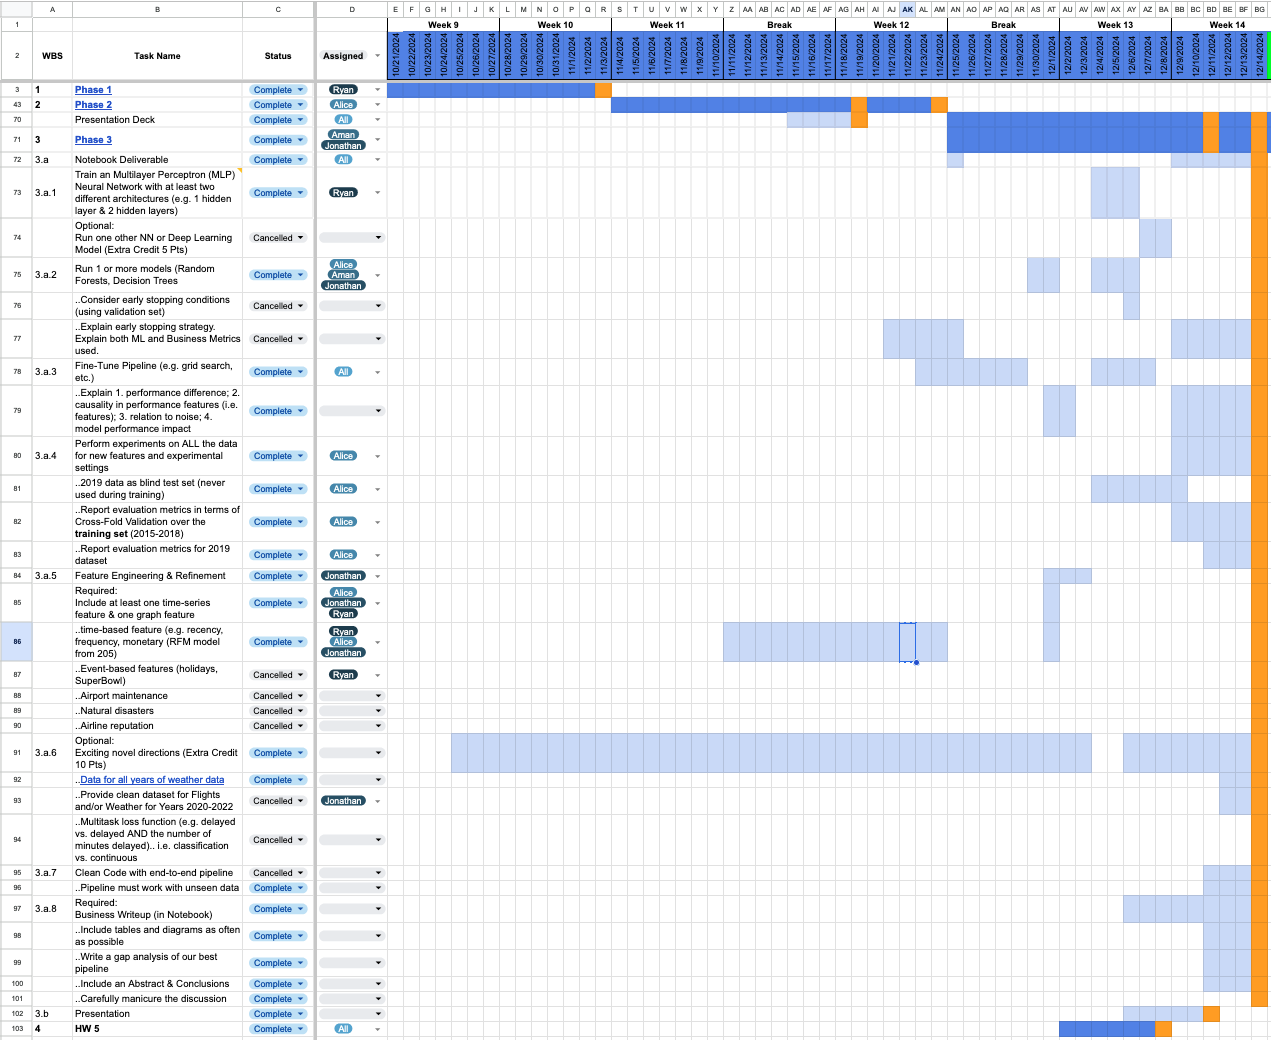 A B C D E F G H I J K L M N O P Q R S T U V W X Y Z AA AB AC AD AE AF AG AH AI AJ AK AL AM AN AO AP AQ AR AS AT AU AV AW AX AY AZ BA BB BC BD BE BF BG
1 Week 9 Week 10 Week 11 Break Week 12 Break Week 13 Week 14
2 WBS Task Name Status Assigned 10/21/2024 10/22/2024 10/23/2024 10/24/2024 10/25/2024 10/26/2024 10/27/2024 10/28/2024 10/29/2024 10/30/2024 10/31/2024 11/1/2024 11/2/2024 11/3/2024 11/4/2024 11/5/2024 11/6/2024 11/7/2024 11/8/2024 11/9/2024 11/10/2024 11/11/2024 11/12/2024 11/13/2024 11/14/2024 11/15/2024 11/16/2024 11/17/2024 11/18/2024 11/19/2024 11/20/2024 11/21/2024 11/22/2024 11/23/2024 11/24/2024 11/25/2024 11/26/2024 11/27/2024 11/28/2024 11/29/2024 11/30/2024 12/1/2024 12/2/2024 12/3/2024 12/4/2024 12/5/2024 12/6/2024 12/7/2024 12/8/2024 12/9/2024 12/10/2024 12/11/2024 12/12/2024 12/13/2024 12/14/2024
3 1 Phase 1 Complete Ryan
43 2 Phase 2 Complete Alice
70 Presentation Deck Complete All
71 3 Phase 3 Complete Aman
Jonathan
72 3.a Notebook Deliverable Complete All
73 3.a.1 Train an Multilayer Perceptron (MLP)
Neural Network with at least two
different architectures (e.g. 1 hidden
layer & 2 hidden layers) Complete Ryan
74 Optional:
Run one other NN or Deep Learning
Model (Extra Credit 5 Pts) Cancelled
75 3.a.2 Run 1 or more models (Random
Forests, Decision Trees Complete Alice
Aman
Jonathan
76 ..Consider early stopping conditions
(using validation set) Cancelled
77 ..Explain early stopping strategy.
Explain both ML and Business Metrics
used. Cancelled
78 3.a.3 Fine-Tune Pipeline (e.g. grid search,
etc.) Complete All
79 ..Explain 1. performance difference; 2.
causality in performance features (i.e.
features); 3. relation to noise; 4.
model performance impact Complete
80 3.a.4 Perform experiments on ALL the data
for new features and experimental
settings Complete Alice
81 ..2019 data as blind test set (never
used during training) Complete Alice
82 ..Report evaluation metrics in terms of
Cross-Fold Validation over the
training set (2015-2018) Complete Alice
83 ..Report evaluation metrics for 2019
dataset Complete Alice
84 3.a.5 Feature Engineering & Refinement Complete Jonathan
85 Required:
Include at least one time-series
feature & one graph feature Complete Alice
Jonathan
Ryan
86 ..time-based feature (e.g. recency,
frequency, monetary (RFM model
from 205) Complete Ryan
Alice
Jonathan
87 ..Event-based features (holidays,
SuperBowl) Cancelled Ryan
88 ..Airport maintenance Cancelled
89 ..Natural disasters Cancelled
90 ..Airline reputation Cancelled
91 3.a.6 Optional:
Exciting novel directions (Extra Credit
10 Pts) Complete
92 ..Data for all years of weather data Complete
93 ..Provide clean dataset for Flights
and/or Weather for Years 2020-2022 Cancelled Jonathan
94 ..Multitask loss function (e.g. delayed
vs. delayed AND the number of
minutes delayed).. i.e. classification
vs. continuous Cancelled
95 3.a.7 Clean Code with end-to-end pipeline Cancelled
96 ..Pipeline must work with unseen data Complete
97 3.a.8 Required:
Business Writeup (in Notebook) Complete
98 ..Include tables and diagrams as often
as possible Complete
99 ..Write a gap analysis of our best
pipeline Complete
100 ..Include an Abstract & Conclusions Complete
101 ..Carefully manicure the discussion Complete
102 3.b Presentation Complete
103 4 HW 5 Complete All